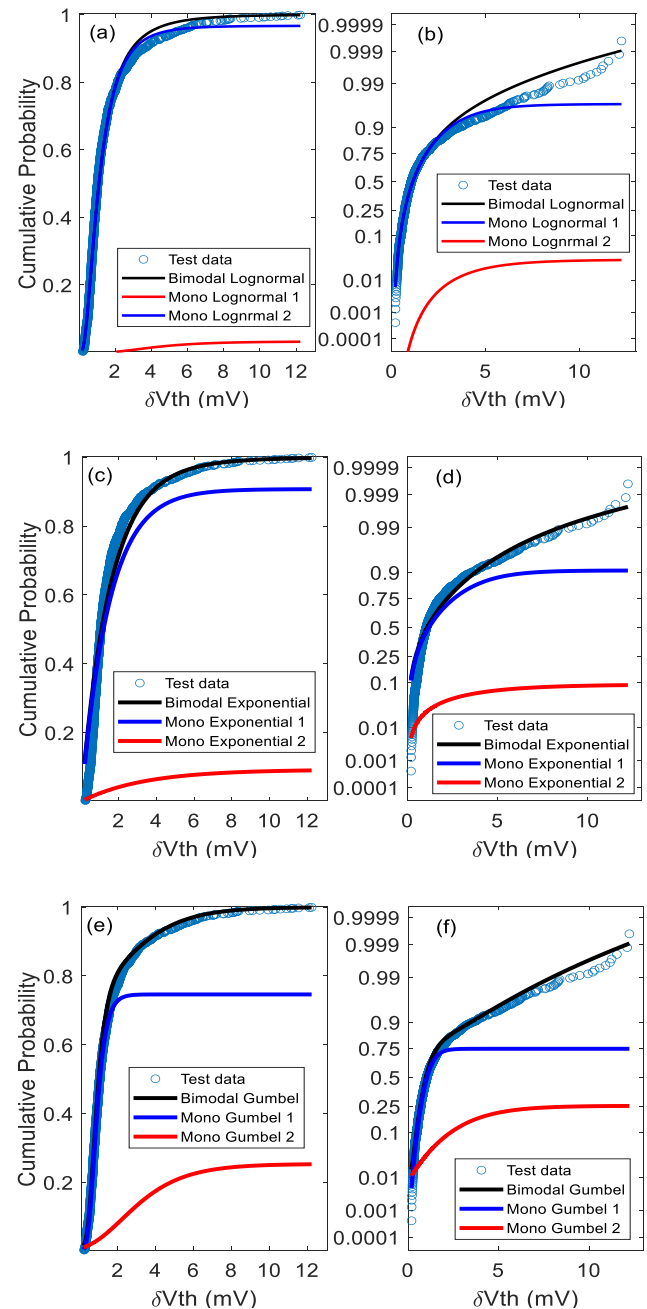 (a)
1
0.8
0.6
0.4
0.2
Cumulative Probability
Test data
Bimodal Lognormal
Mono Lognormal 1
Mono Lognrmal 2
2 4 6 8 10 12
δVth (mV)
(b)
0.9999
0.999
0.99
0.9
0.75
0.5
0.25
0.1
0.01
0.001
0.0001
Test data
Bimodal Lognormal
Mono Lognormal 1
Mono Lognrmal 2
0 5 10
δVth (mV)
(c)
1
0.8
0.6
0.4
0.2
Cumulative Probability
Test data
Bimodal Exponential
Mono Exponential 1
Mono Exponential 2
2 4 6 8 10 12
δVth (mV)
(d)
0.9999
0.999
0.99
0.9
0.75
0.5
0.25
0.1
0.01
0.001
0.0001
Test data
Bimodal Exponential
Mono Exponential 1
Mono Exponential 2
0 5 10
δVth (mV)
(e)
1
0.8
0.6
0.4
0.2
Cumulative Probability
Test data
Bimodal Gumbel
Mono Gumbel 1
Mono Gumbel 2
2 4 6 8 10 12
δVth (mV)
(f)
0.9999
0.999
0.99
0.9
0.75
0.5
0.25
0.1
0.01
0.001
0.0001
Test data
Bimodal Gumbel
Mono Gumbel 1
Mono Gumbel 2
0 5 10
δVth (mV)